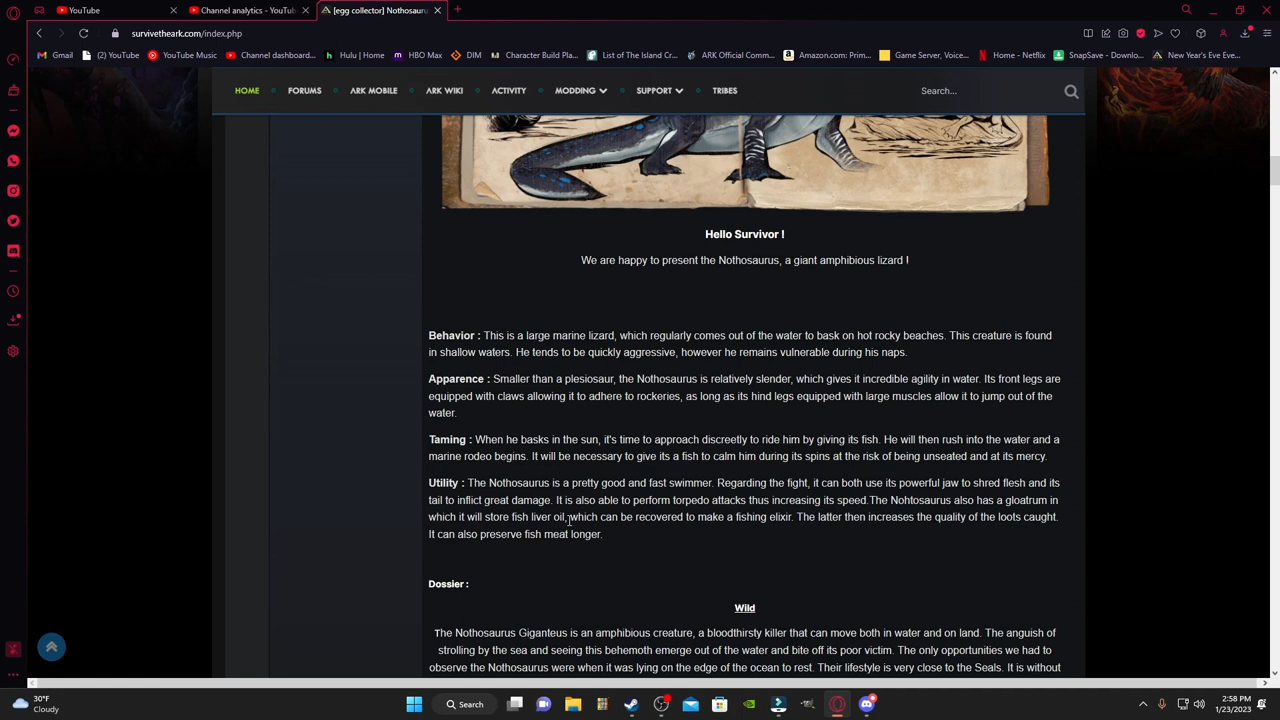 YouTube
Channel analytics - YouTub
[egg collector] Nothosauru
survivetheark.com/index.php
Gmail
(2) YouTube
YouTube Music
Channel dashboard...
Hulu | Home
HBO Max
DIM
Character Build Pla...
List of The Island Cr...
ARK Official Comm...
Amazon.com: Prim...
Game Server, Voice...
Home - Netflix
SnapSave - Downlo...
New Year's Eve Eve...
HOME
FORUMS
ARK MOBILE
ARK WIKI
ACTIVITY
MODDING
SUPPORT
TRIBES
Search...
Hello Survivor !
We are happy to present the Nothosaurus, a giant amphibious lizard !
Behavior : This is a large marine lizard, which regularly comes out of the water to bask on hot rocky beaches. This creature is found
in shallow waters. He tends to be quickly aggressive, however he remains vulnerable during his naps.
Apparence : Smaller than a plesiosaur, the Nothosaurus is relatively slender, which gives it incredible agility in water. Its front legs are
equipped with claws allowing it to adhere to rockeries, as long as its hind legs equipped with large muscles allow it to jump out of the
water.
Taming : When he basks in the sun, it's time to approach discreetly to ride him by giving its fish. He will then rush into the water and a
marine rodeo begins. It will be necessary to give its a fish to calm him during its spins at the risk of being unseated and at its mercy.
Utility : The Nothosaurus is a pretty good and fast swimmer. Regarding the fight, it can both use its powerful jaw to shred flesh and its
tail to inflict great damage. It is also able to perform torpedo attacks thus increasing its speed.The Nohtosaurus also has a gloatrum in
which it will store fish liver oil, which can be recovered to make a fishing elixir. The latter then increases the quality of the loots caught.
It can also preserve fish meat longer.
Dossier :
Wild
The Nothosaurus Giganteus is an amphibious creature, a bloodthirsty killer that can move both in water and on land. The anguish of
strolling by the sea and seeing this behemoth emerge out of the water and bite off its poor victim. The only opportunities we had to
observe the Nothosaurus were when it was lying on the edge of the ocean to rest. Their lifestyle is very close to the Seals. It is without
30°F
Cloudy
Search
2:58 PM
1/23/2023